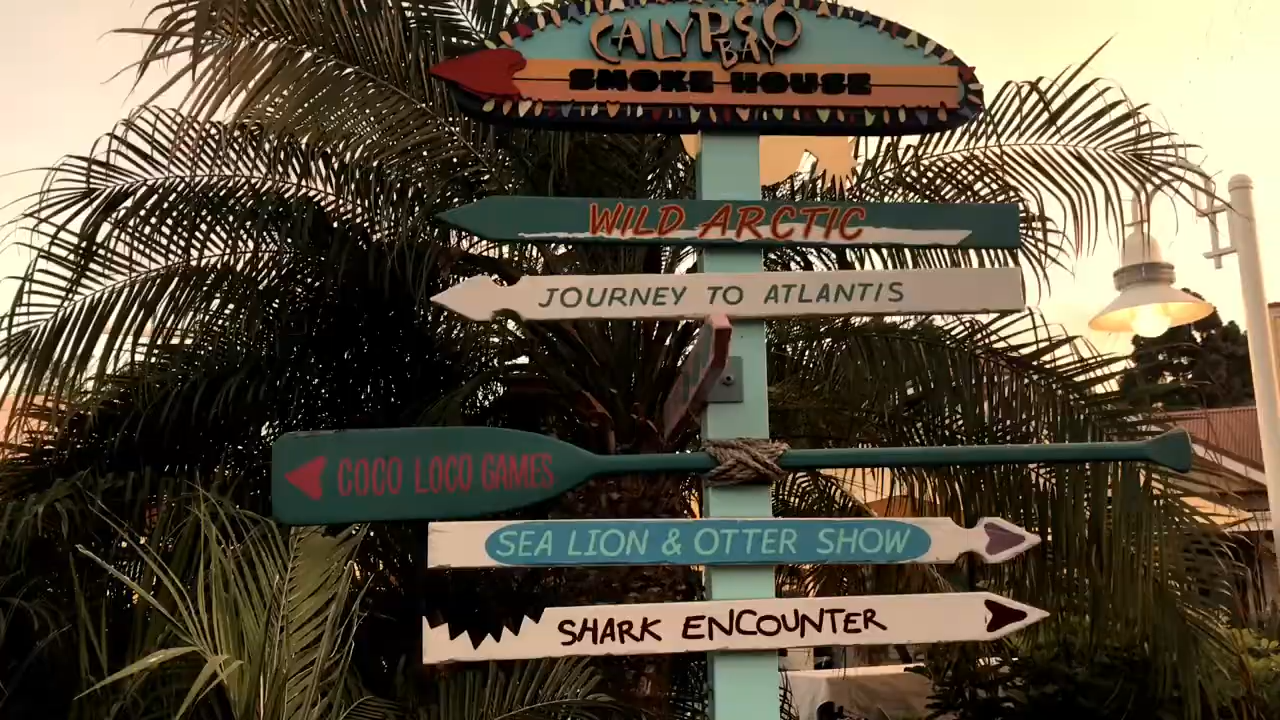 CALYPSO
BAY
SMOKE HOUSE
WILD ARCTIC
JOURNEY TO ATLANTIS
COCO LOCO GAMES
SEA LION & OTTER SHOW
SHARK ENCOUNTER